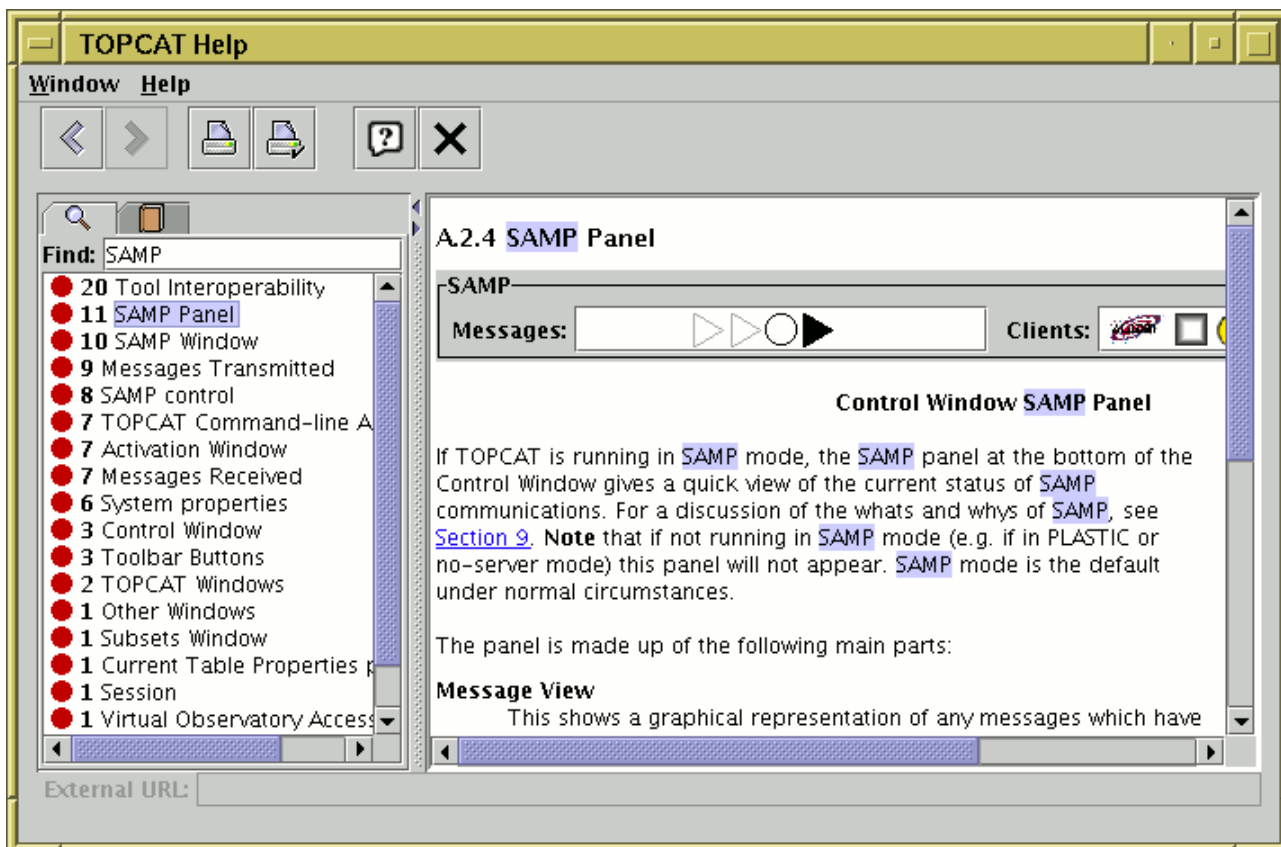 TOPCAT Help
Window Help
Find: SAMP
20 Tool Interoperability
11 SAMP Panel
10 SAMP Window
9 Messages Transmitted
8 SAMP control
7 TOPCAT Command-line A
7 Activation Window
7 Messages Received
6 System properties
3 Control Window
3 Toolbar Buttons
2 TOPCAT Windows
1 Other Windows
1 Subsets Window
1 Current Table Properties p
1 Session
1 Virtual Observatory Access
A.2.4 SAMP Panel
SAMP
Messages: Clients:
Control Window SAMP Panel
If TOPCAT is running in SAMP mode, the SAMP panel at the bottom of the
Control Window gives a quick view of the current status of SAMP
communications. For a discussion of the whats and whys of SAMP, see
Section 9. Note that if not running in SAMP mode (e.g. if in PLASTIC or
no-server mode) this panel will not appear. SAMP mode is the default
under normal circumstances.
The panel is made up of the following main parts:
Message View
This shows a graphical representation of any messages which have
External URL: